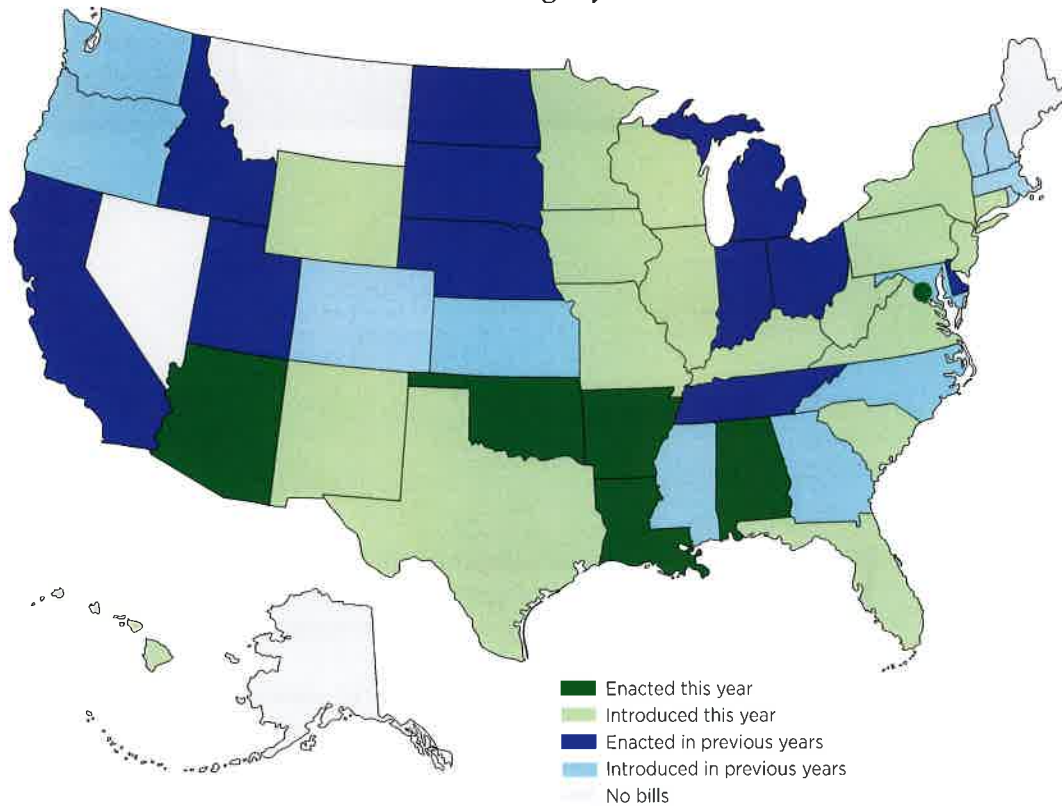 Enacted this year
Introduced this year
Enacted in previous years
Introduced in previous years
No bills